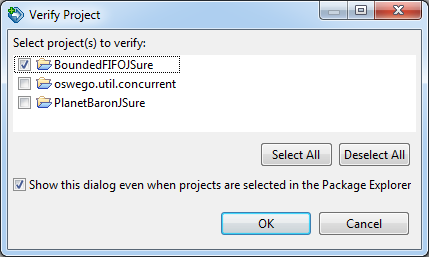 Verify Project
Select project(s) to verify:
BoundedFIFOJSure
oswego.util.concurrent
PlanetBaronJSure
Select All
Deselect All
Show this dialog even when projects are selected in the Package Explorer
OK
Cancel